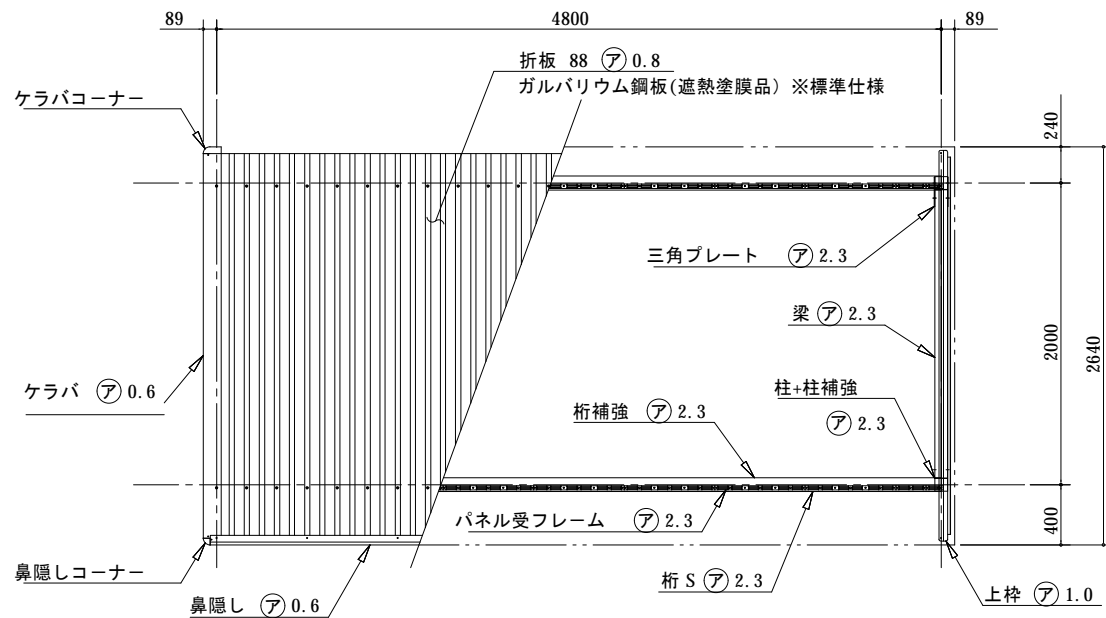 89
4800
89
折板 88 ㋐ 0.8
ガルバリウム鋼板(遮熱塗膜品) ※標準仕様
ケラバコーナー
240
三角プレート ㋐ 2.3
梁 ㋐ 2.3
2000
2640
ケラバ ㋐ 0.6
柱+柱補強
㋐ 2.3
桁補強 ㋐ 2.3
パネル受フレーム ㋐ 2.3
400
鼻隠しコーナー
桁 S ㋐ 2.3
鼻隠し ㋐ 0.6
上枠 ㋐ 1.0